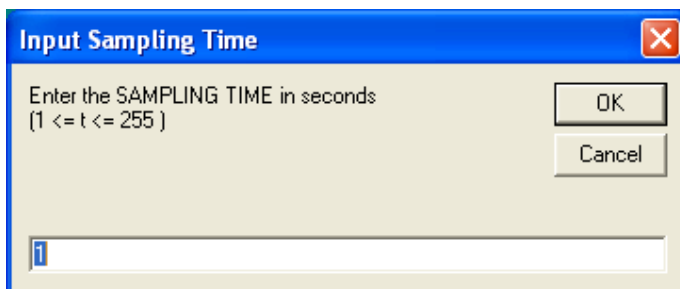 Input Sampling Time
Enter the SAMPLING TIME in seconds
(1 <= t <= 255 )
OK
Cancel
1